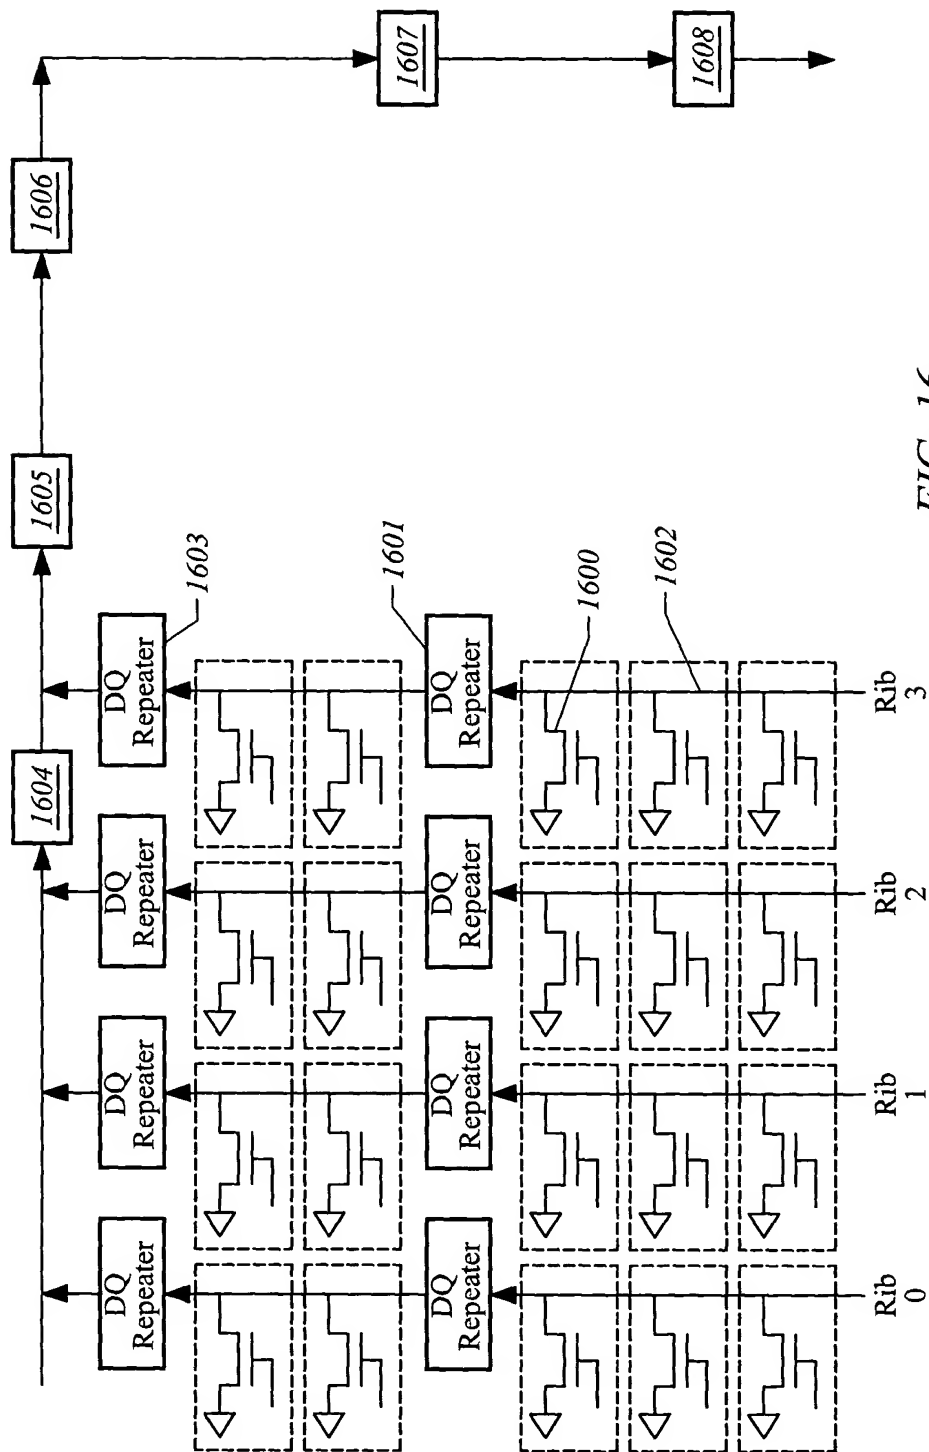 1604
1605
1606
1607
1608
DQ
Repeater
DQ
Repeater
DQ
Repeater
DQ
Repeater
1603
DQ
Repeater
DQ
Repeater
DQ
Repeater
DQ
Repeater
1601
1600
1602
Rib
0
Rib
1
Rib
2
Rib
3
FIG. 16